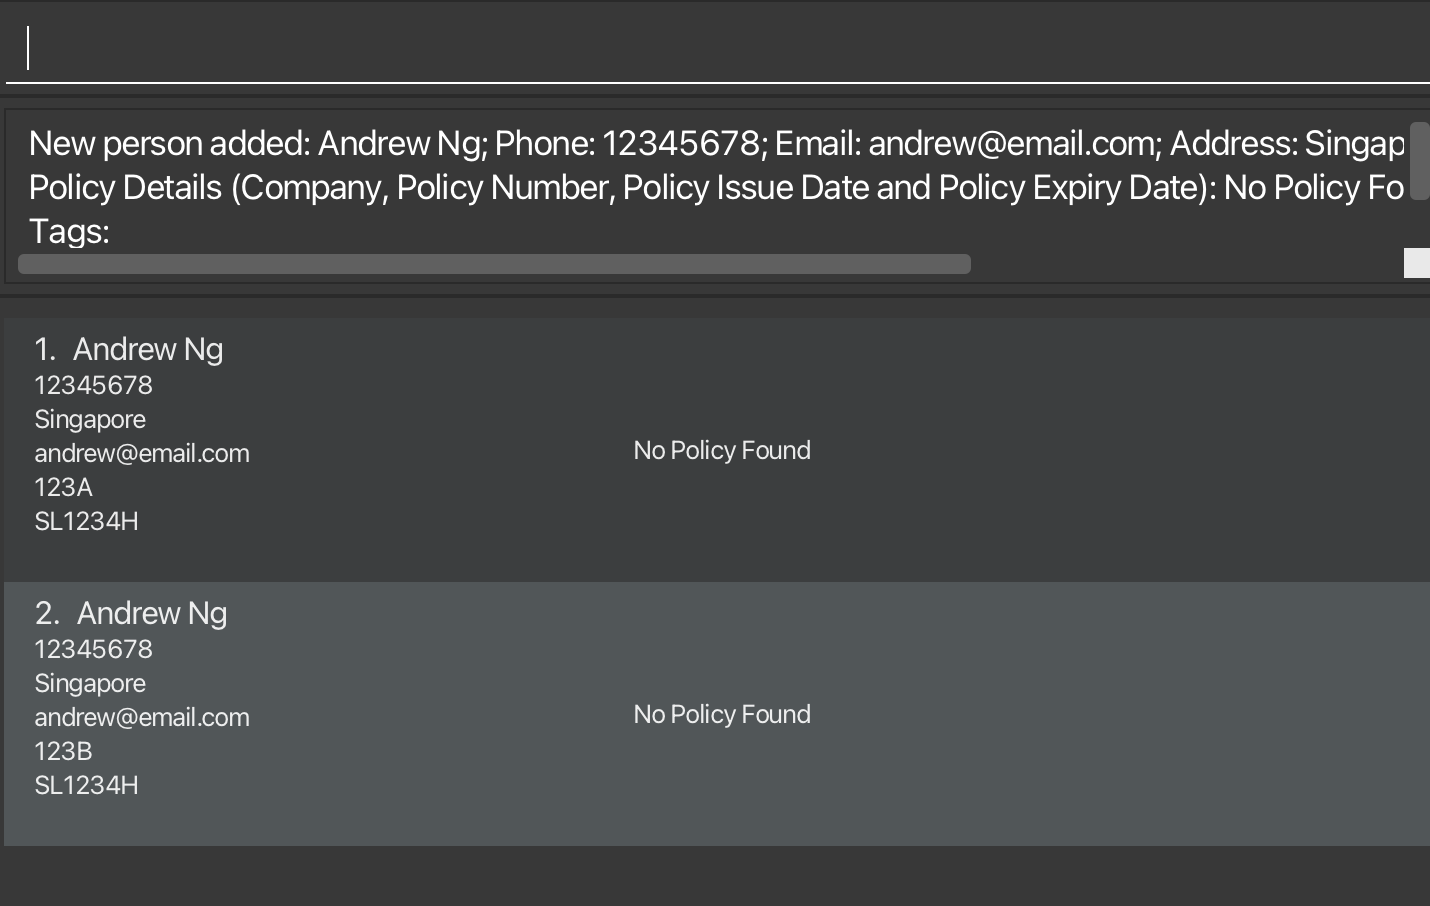 New person added: Andrew Ng; Phone: 12345678; Email: andrew@email.com; Address: Singap
Policy Details (Company, Policy Number, Policy Issue Date and Policy Expiry Date): No Policy Fo
Tags:
1. Andrew Ng
12345678
Singapore
andrew@email.com
123A
SL1234H
No Policy Found
2. Andrew Ng
12345678
Singapore
andrew@email.com
123B
SL1234H
No Policy Found